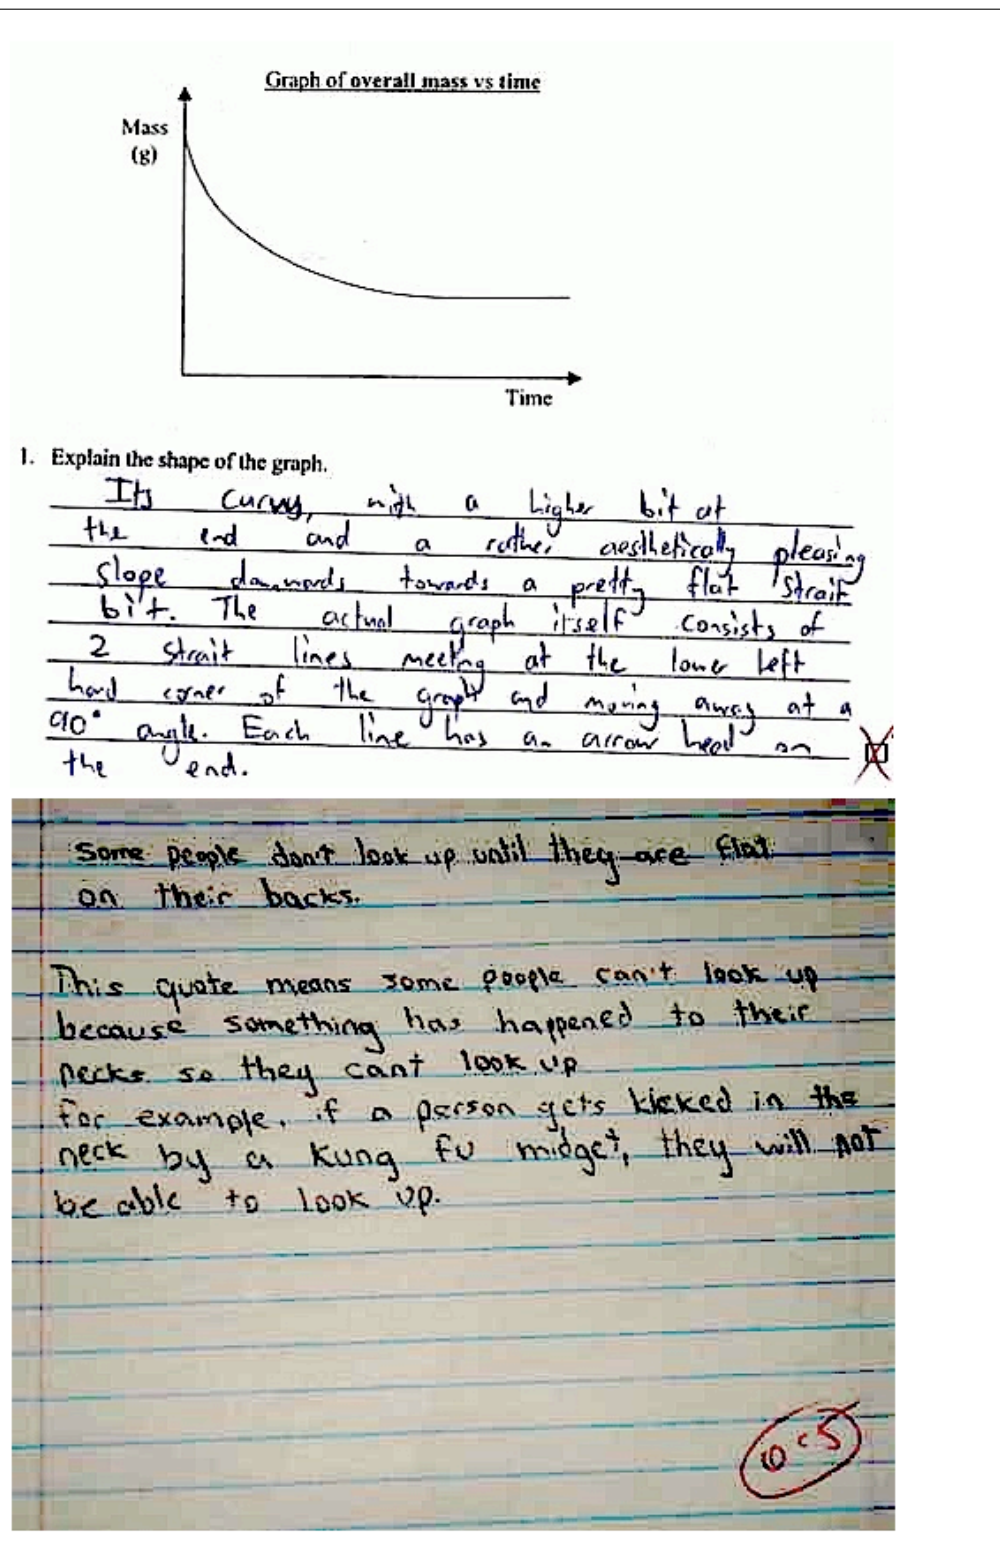 Graph of overall mass vs time
Mass
(g)
Time
1. Explain the shape of the graph.
Its curvy, with a higher bit at
the end and a rather aesthetically pleasing
slope downwards towards a pretty flat strait
bit. The actual graph itself consists of
2 strait lines meeting at the lower left
hand corner of the graph and moving away at a
90° angle. Each line has an arrow head on
the end.
some people don't look up until they are flat
on their backs.
This quote means some people can't look up
because something has happened to their
necks so they cant look up
for example, if a person gets kicked in the
neck by a kung fu midget, they will not
be able to look up.